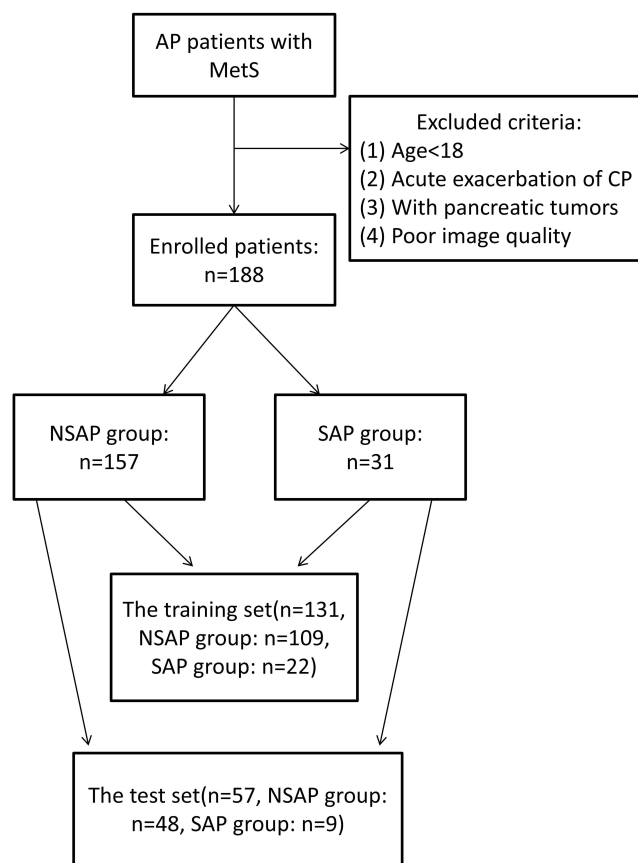 AP patients with
MetS
Excluded criteria:
(1) Age<18
(2) Acute exacerbation of CP
(3) With pancreatic tumors
(4) Poor image quality
Enrolled patients:
n=188
NSAP group:
n=157
SAP group:
n=31
The training set(n=131,
NSAP group: n=109,
SAP group: n=22)
The test set(n=57, NSAP group:
n=48, SAP group: n=9)